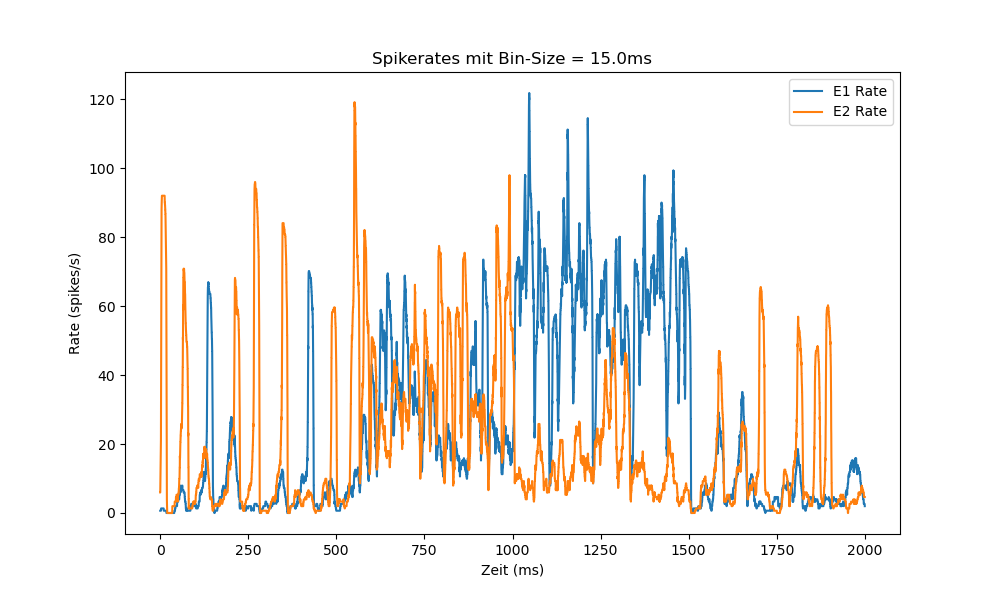 Spikerates mit Bin-Size = 15.0ms
E1 Rate
E2 Rate
120
100
80
60
40
20
0
Rate (spikes/s)
0 250 500 750 1000 1250 1500 1750 2000
Zeit (ms)